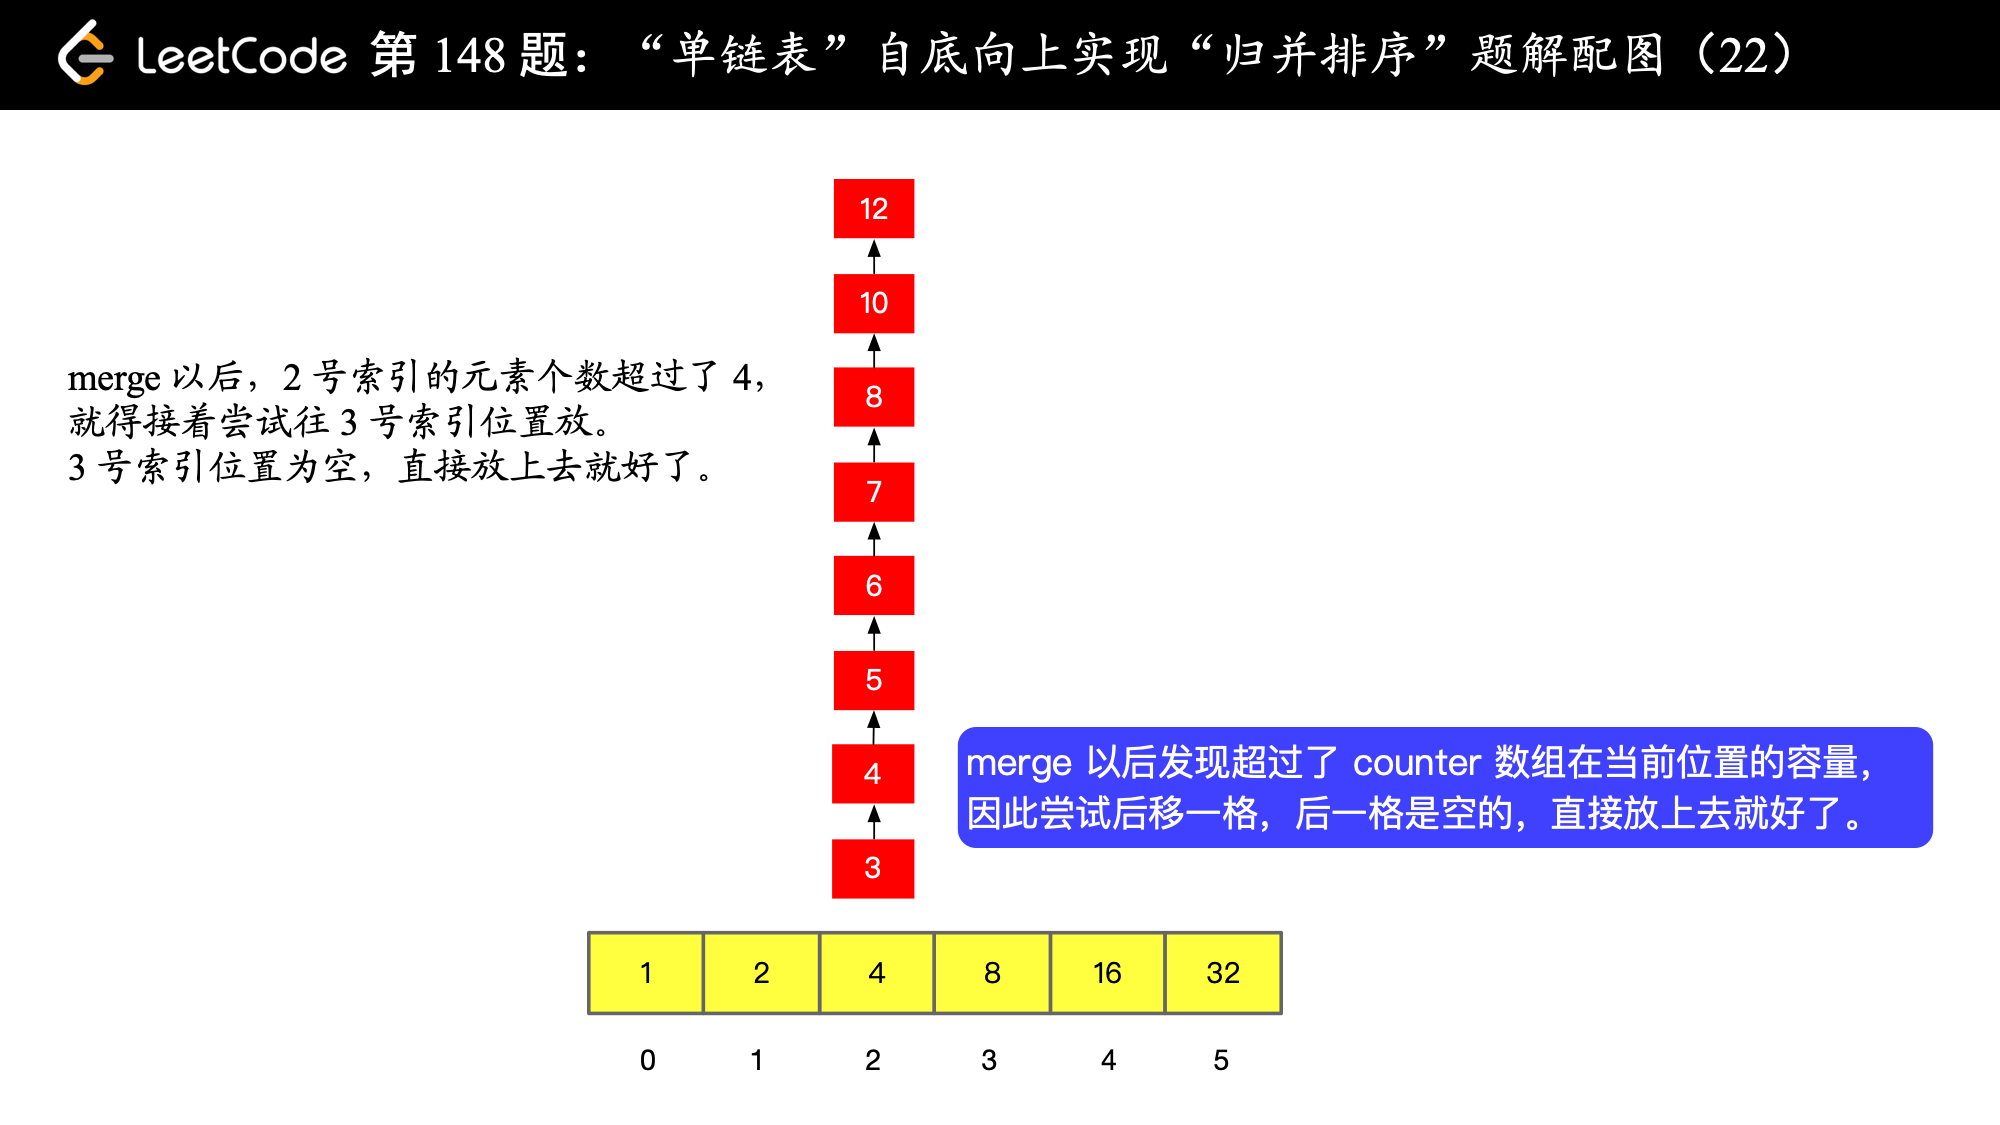 LeetCode 第 148 题：“单链表”自底向上实现“归并排序”题解配图（22）
12
10
merge 以后，2 号索引的元素个数超过了 4，
就得接着尝试往 3 号索引位置放。
3 号索引位置为空，直接放上去就好了。
8
7
6
5
4
merge 以后发现超过了 counter 数组在当前位置的容量，
因此尝试后移一格，后一格是空的，直接放上去就好了。
3
1 2 4 8 16 32
0 1 2 3 4 5